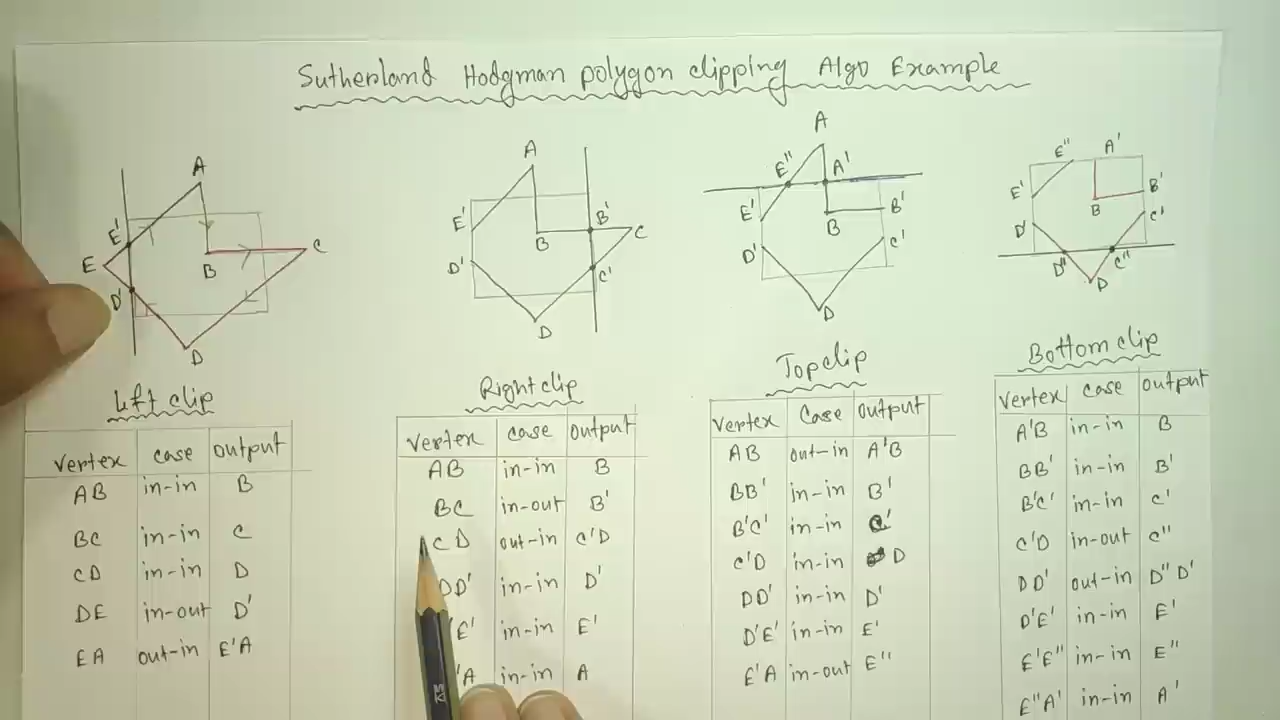 Sutherland Hodgman polygon clipping Algo Example
A
E'
E
B
C
D'
D
A
E'
B'
B
C
D'
C'
D
A
E"
A'
E'
B'
B
D'
C'
D
E"
A'
E'
B'
B
D'
C'
D"
C"
D
Left clip
Vertex case output
AB in-in B
BC in-in C
CD in-in D
DE in-out D'
EA out-in E'A
Right clip
Vertex case output
AB in-in B
BC in-out B'
CD out-in C'D
DD' in-in D'
'E' in-in E'
'A in-in A
Top clip
Vertex Case output
AB out-in A'B
BB' in-in B'
B'C' in-in C'
C'D in-in D
DD' in-in D'
D'E' in-in E'
E'A in-out E"
Bottom clip
Vertex Case output
A'B in-in B
BB' in-in B'
B'C' in-in C'
C'D in-out C"
DD' out-in D"D'
D'E' in-in E'
E'E" in-in E"
E"A' in-in A'